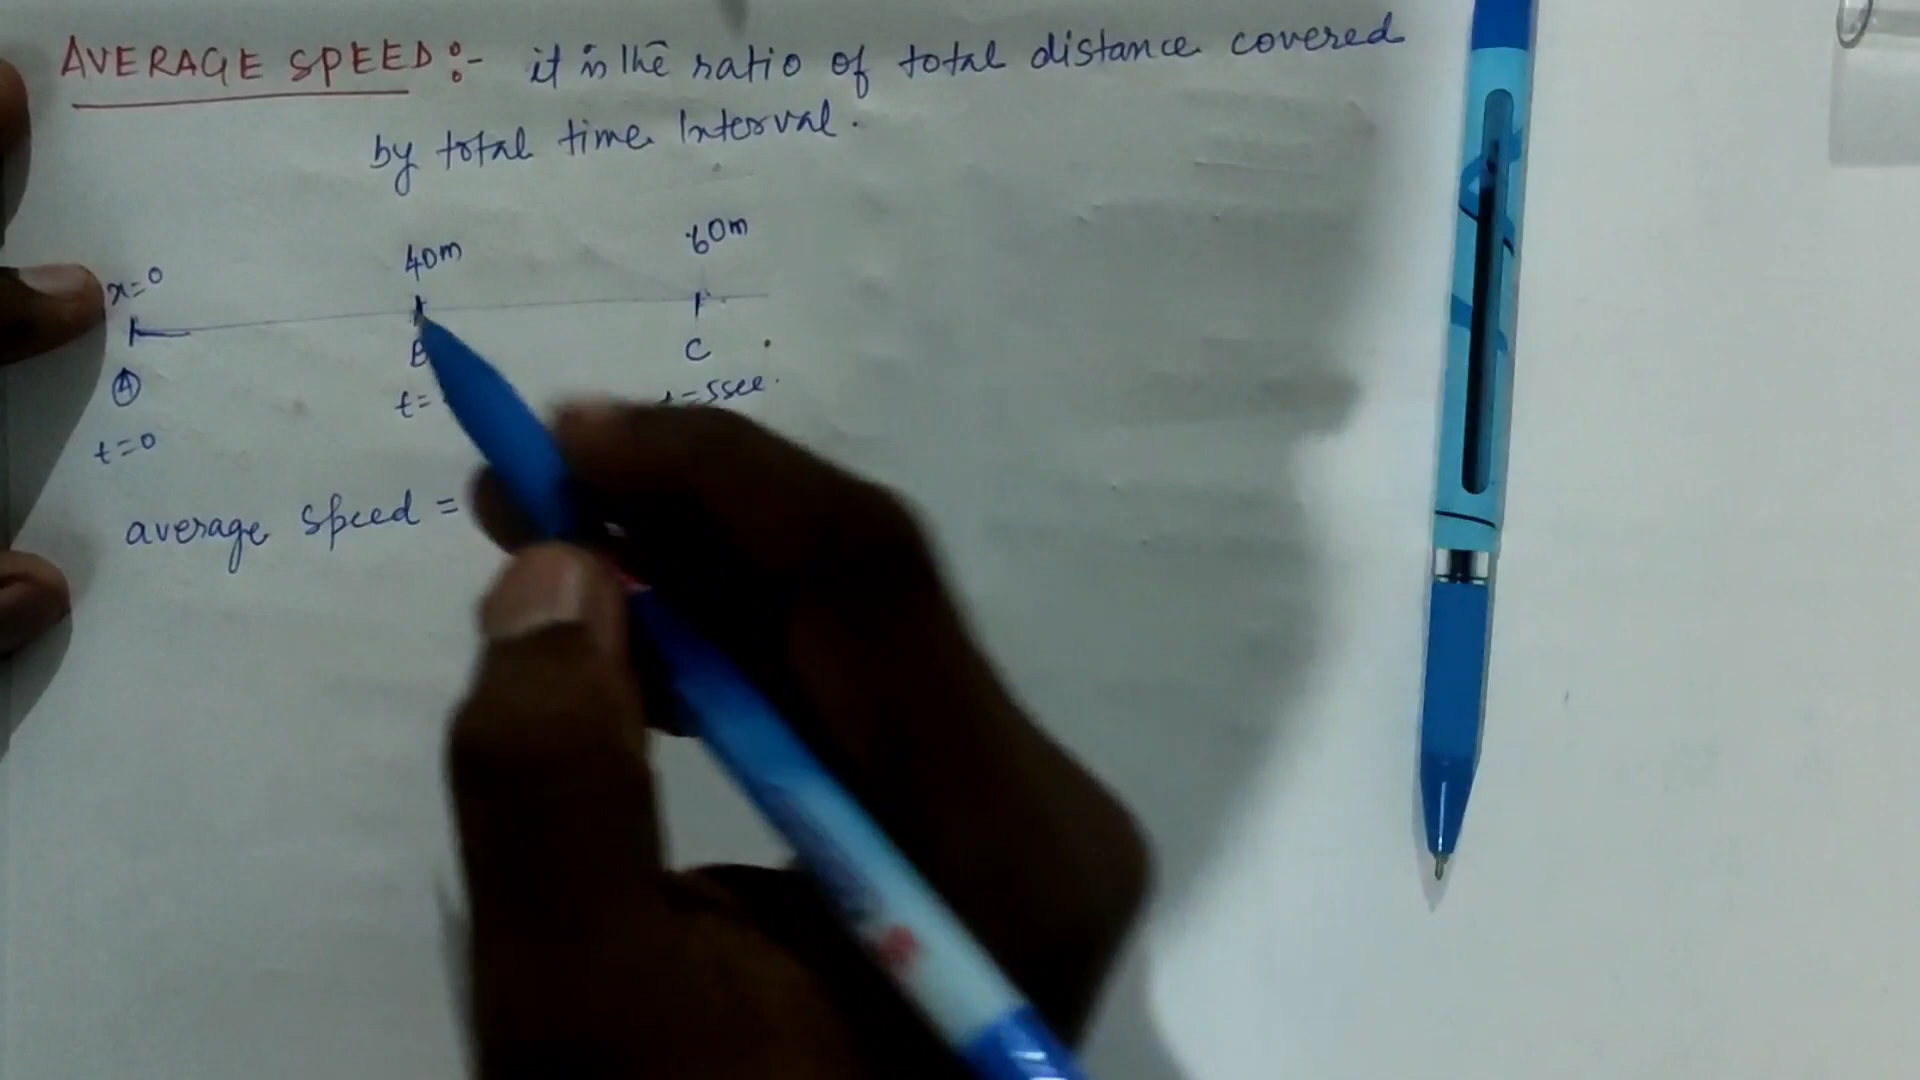 AVERAGE SPEED :- it is the ratio of total distance covered
by total time Interval.
40m 60m
x=0
B C
A t= t=5sec.
t=0
average speed =